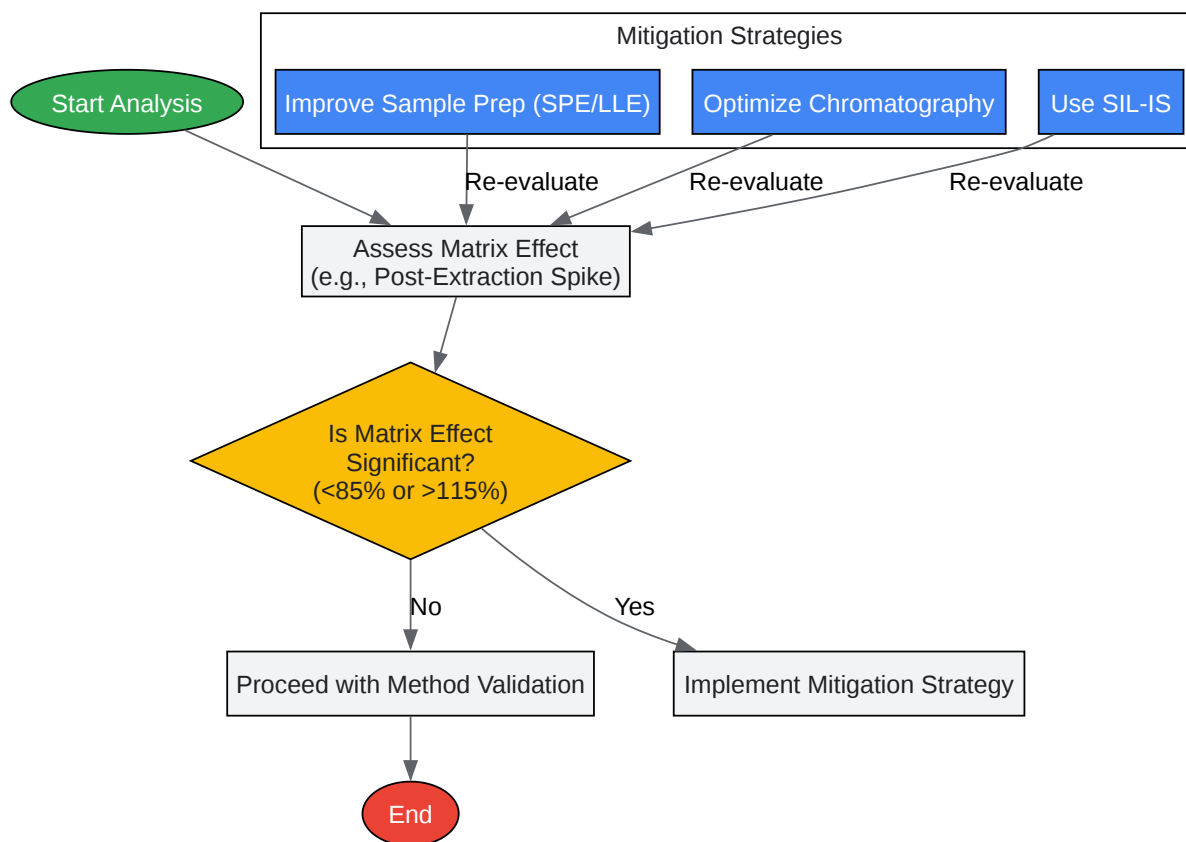 Mitigation Strategies
Start Analysis
Improve Sample Prep (SPE/LLE)
Optimize Chromatography
Use SIL-IS
Re-evaluate
Re-evaluate
Re-evaluate
Assess Matrix Effect
(e.g., Post-Extraction Spike)
Is Matrix Effect
Significant?
(<85% or >115%)
No
Yes
Proceed with Method Validation
Implement Mitigation Strategy
End